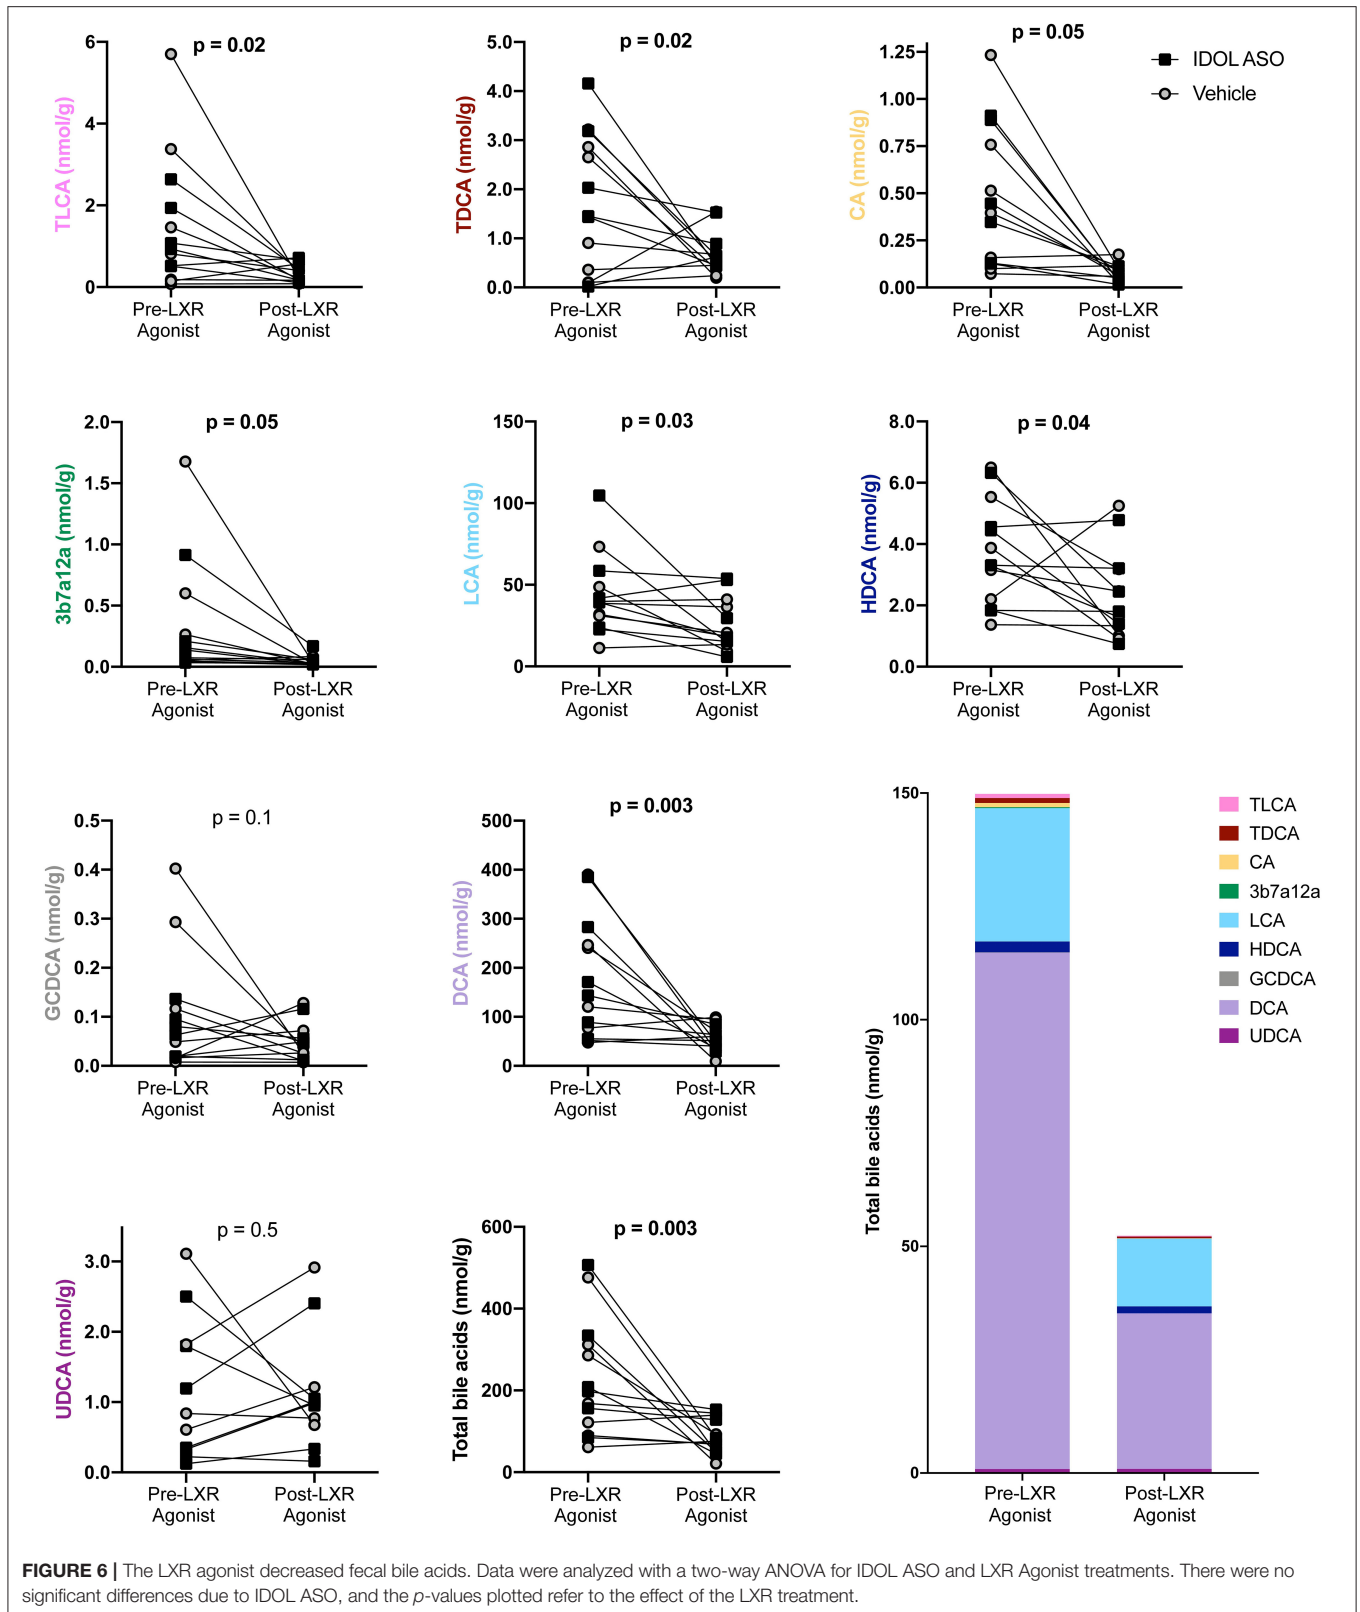 p = 0.02
TLCA (nmol/g)
6
4
2
0
Pre-LXR Agonist
Post-LXR Agonist
p = 0.02
TDCA (nmol/g)
5.0
4.0
3.0
2.0
1.0
0.0
Pre-LXR Agonist
Post-LXR Agonist
p = 0.05
CA (nmol/g)
1.25
1.00
0.75
0.50
0.25
0.00
Pre-LXR Agonist
Post-LXR Agonist
IDOL ASO
Vehicle
p = 0.05
3b7a12a (nmol/g)
2.0
1.5
1.0
0.5
0.0
Pre-LXR Agonist
Post-LXR Agonist
p = 0.03
LCA (nmol/g)
150
100
50
0
Pre-LXR Agonist
Post-LXR Agonist
p = 0.04
HDCA (nmol/g)
8.0
6.0
4.0
2.0
0.0
Pre-LXR Agonist
Post-LXR Agonist
p = 0.1
GCDCA (nmol/g)
0.5
0.4
0.3
0.2
0.1
0.0
Pre-LXR Agonist
Post-LXR Agonist
p = 0.003
DCA (nmol/g)
500
400
300
200
100
0
Pre-LXR Agonist
Post-LXR Agonist
p = 0.5
UDCA (nmol/g)
3.0
2.0
1.0
0.0
Pre-LXR Agonist
Post-LXR Agonist
p = 0.003
Total bile acids (nmol/g)
600
400
200
0
Pre-LXR Agonist
Post-LXR Agonist
Total bile acids (nmol/g)
150
100
50
0
Pre-LXR Agonist
Post-LXR Agonist
TLCA
TDCA
CA
3b7a12a
LCA
HDCA
GCDCA
DCA
UDCA
FIGURE 6 | The LXR agonist decreased fecal bile acids. Data were analyzed with a two-way ANOVA for IDOL ASO and LXR Agonist treatments. There were no
significant differences due to IDOL ASO, and the p-values plotted refer to the effect of the LXR treatment.